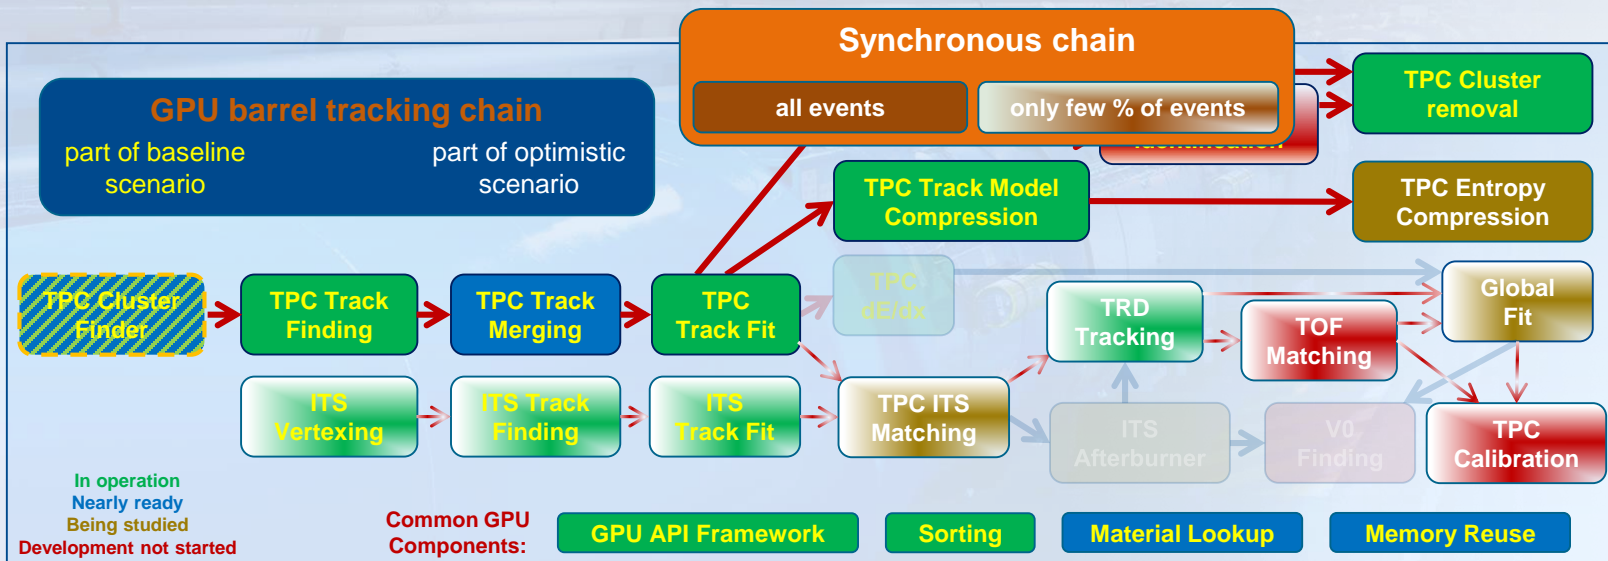 Synchronous chain
all events
only few % of events
GPU barrel tracking chain
part of baseline
scenario
part of optimistic
scenario
TPC Cluster
removal
TPC Track Model
Compression
TPC Entropy
Compression
TPC Cluster
Finder
TPC Track
Finding
TPC Track
Merging
TPC
Track Fit
TPC
dE/dx
TRD
Tracking
TOF
Matching
Global
Fit
ITS
Vertexing
ITS Track
Finding
ITS
Track Fit
TPC ITS
Matching
ITS
Afterburner
V0
Finding
TPC
Calibration
In operation
Nearly ready
Being studied
Development not started
Common GPU
Components:
GPU API Framework
Sorting
Material Lookup
Memory Reuse